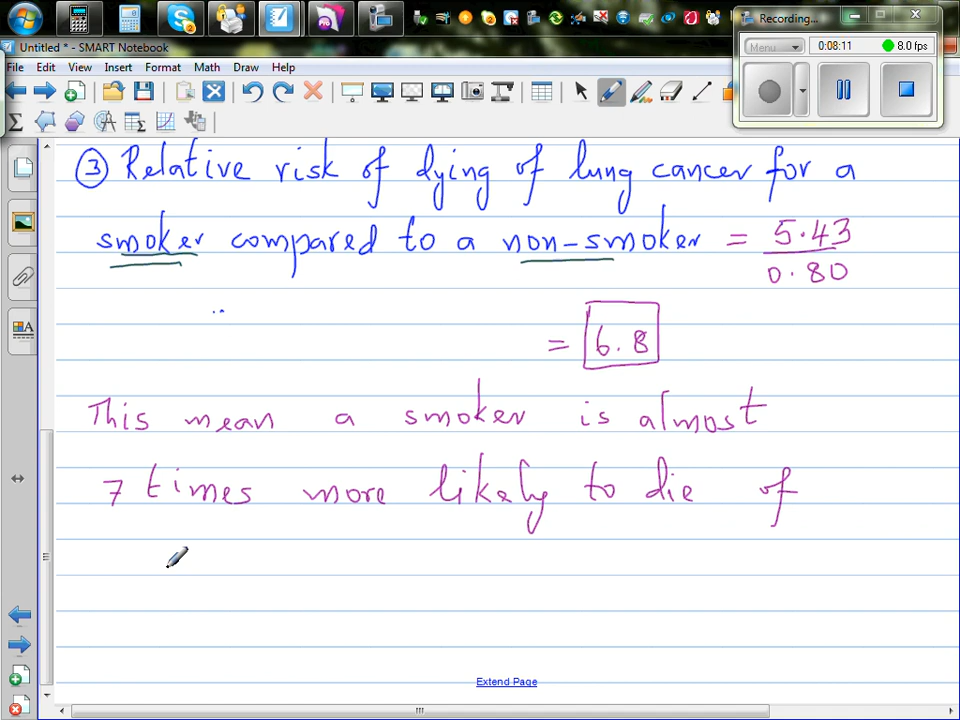 Recording...
Untitled * - SMART Notebook
Menu
0:08:11
8.0 fps
File Edit View Insert Format Math Draw Help
③ Relative risk of dying of lung cancer for a
smoker compared to a non-smoker = 5.43
0.80
= 6.8
This mean a smoker is almost
7 times more likely to die of
Extend Page